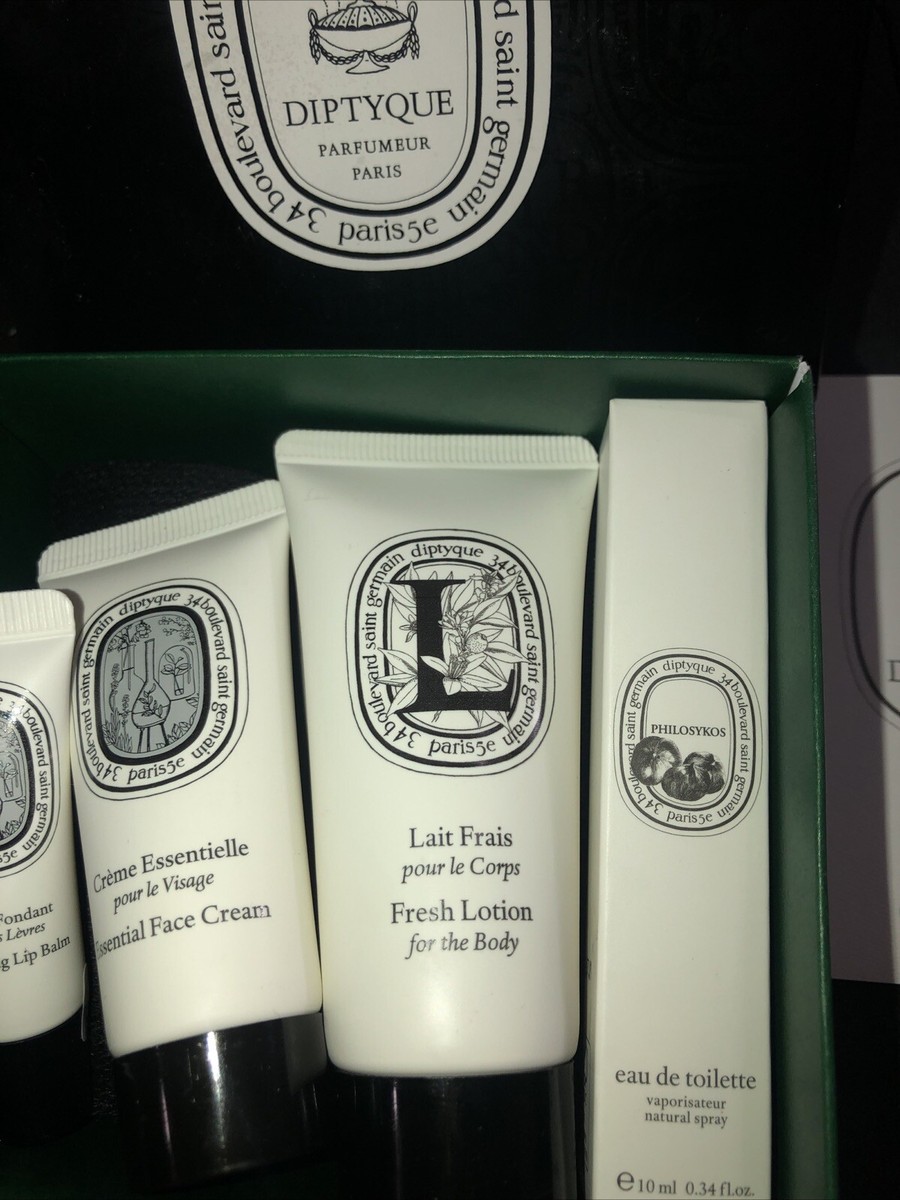 DIPTYQUE
PARFUMEUR
PARIS
34 boulevard saint germain paris5e
Fondant
Lèvres
Lip Balm
diptyque 34 boulevard saint germain paris5e
Crème Essentielle
pour le Visage
Essential Face Cream
diptyque 34 boulevard saint germain paris5e
L
Lait Frais
pour le Corps
Fresh Lotion
for the Body
diptyque 34 boulevard saint germain paris5e
PHILOSYKOS
eau de toilette
vaporisateur
natural spray
e 10 ml 0.34 fl.oz.